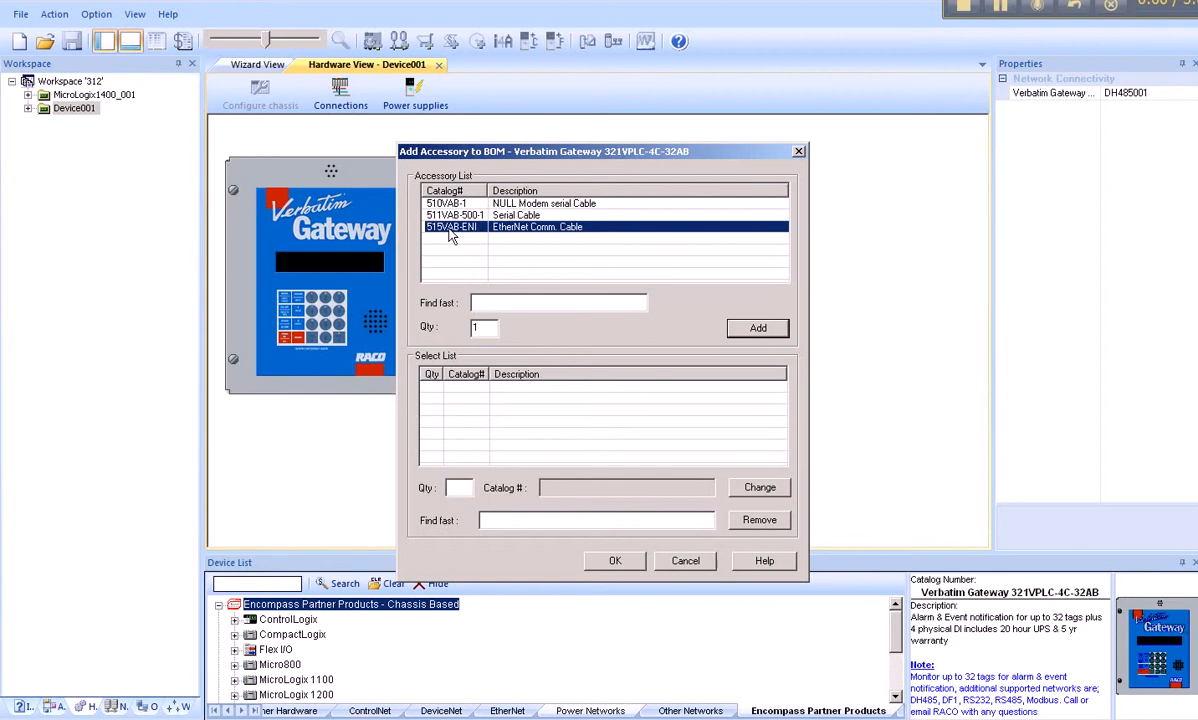 File Action Option View Help
Workspace
Workspace '312'
MicroLogix1400_001
Device001
Wizard View
Hardware View - Device001
Configure chassis
Connections
Power supplies
Verbatim
Gateway
RACO
Add Accessory to BOM - Verbatim Gateway 321VPLC-4C-32AB
Accessory List
Catalog# Description
510VAB-1 NULL Modem serial Cable
511VAB-500-1 Serial Cable
515VAB-ENI EtherNet Comm. Cable
Find fast :
Qty : 1
Add
Select List
Qty Catalog# Description
Qty : Catalog # : Change
Find fast : Remove
OK Cancel Help
Properties
Network Connectivity
Verbatim Gateway ... DH485001
Device List
Search Clear Hide
Encompass Partner Products - Chassis Based
ControlLogix
CompactLogix
Flex I/O
Micro800
MicroLogix 1100
MicroLogix 1200
ner Hardware ControlNet DeviceNet EtherNet Power Networks Other Networks Encompass Partner Products
Catalog Number:
Verbatim Gateway 321VPLC-4C-32AB
Description:
Alarm & Event notification for up to 32 tags plus
4 physical DI includes 20 hour UPS & 5 yr
warranty
Note:
Monitor up to 32 tags for alarm & event
notification, additional supported networks are;
DH485, DF1, RS232, RS485, Modbus. Call or
email RACO with any questions
Gateway
I.. A.. H.. N. O ..W